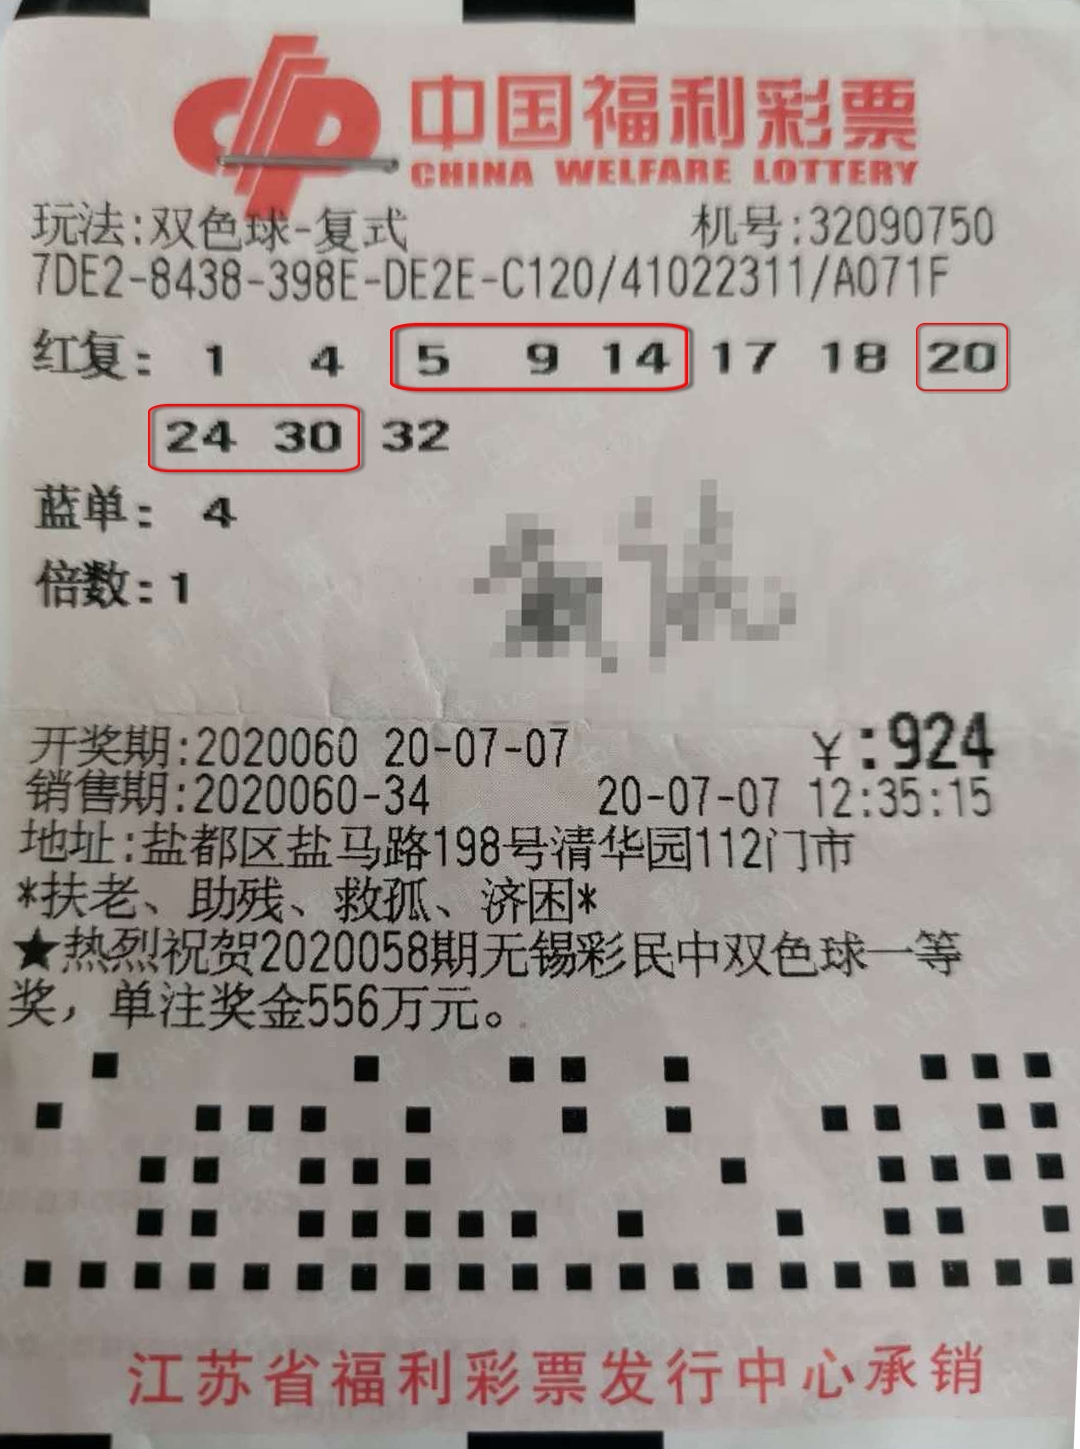 中国福利彩票
CHINA WELFARE LOTTERY
玩法:双色球-复式 机号:32090750
7DE2-8438-398E-DE2E-C120/41022311/A071F
红复: 1 4 5 9 14 17 18 20
24 30 32
蓝单: 4
倍数:1
开奖期:2020060 20-07-07 ¥:924
销售期:2020060-34 20-07-07 12:35:15
地址:盐都区盐马路198号清华园112门市
*扶老、助残、救孤、济困*
★热烈祝贺2020058期无锡彩民中双色球一等
奖，单注奖金556万元。
江苏省福利彩票发行中心承销